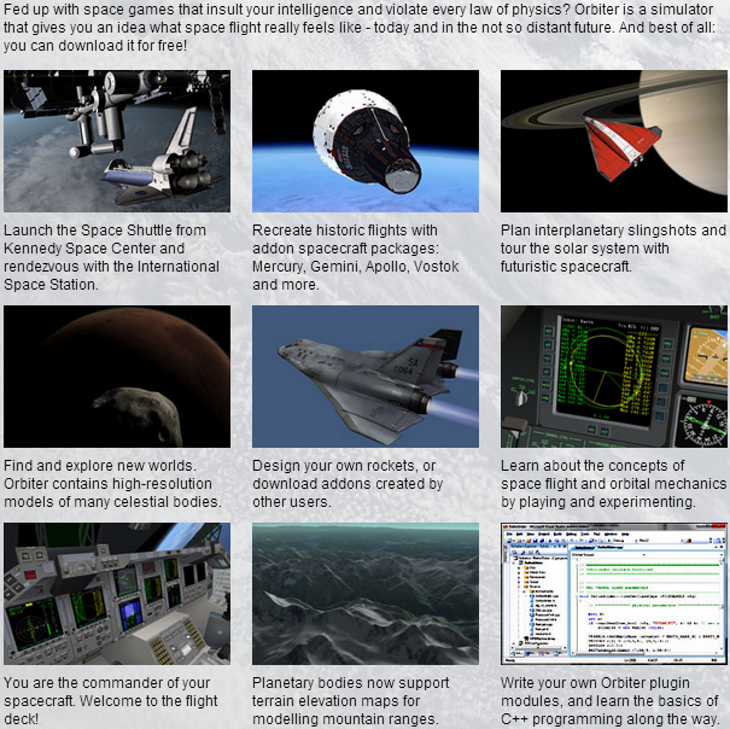 Fed up with space games that insult your intelligence and violate every law of physics? Orbiter is a simulator
that gives you an idea what space flight really feels like - today and in the not so distant future. And best of all:
you can download it for free!
Launch the Space Shuttle from
Kennedy Space Center and
rendezvous with the International
Space Station.
Recreate historic flights with
addon spacecraft packages:
Mercury, Gemini, Apollo, Vostok
and more.
Plan interplanetary slingshots and
tour the solar system with
futuristic spacecraft.
Find and explore new worlds.
Orbiter contains high-resolution
models of many celestial bodies.
SA
Design your own rockets, or
download addons created by
other users.
Learn about the concepts of
space flight and orbital mechanics
by playing and experimenting.
You are the commander of your
spacecraft. Welcome to the flight
deck!
Planetary bodies now support
terrain elevation maps for
modelling mountain ranges.
Write your own Orbiter plugin
modules, and learn the basics of
C++ programming along the way.